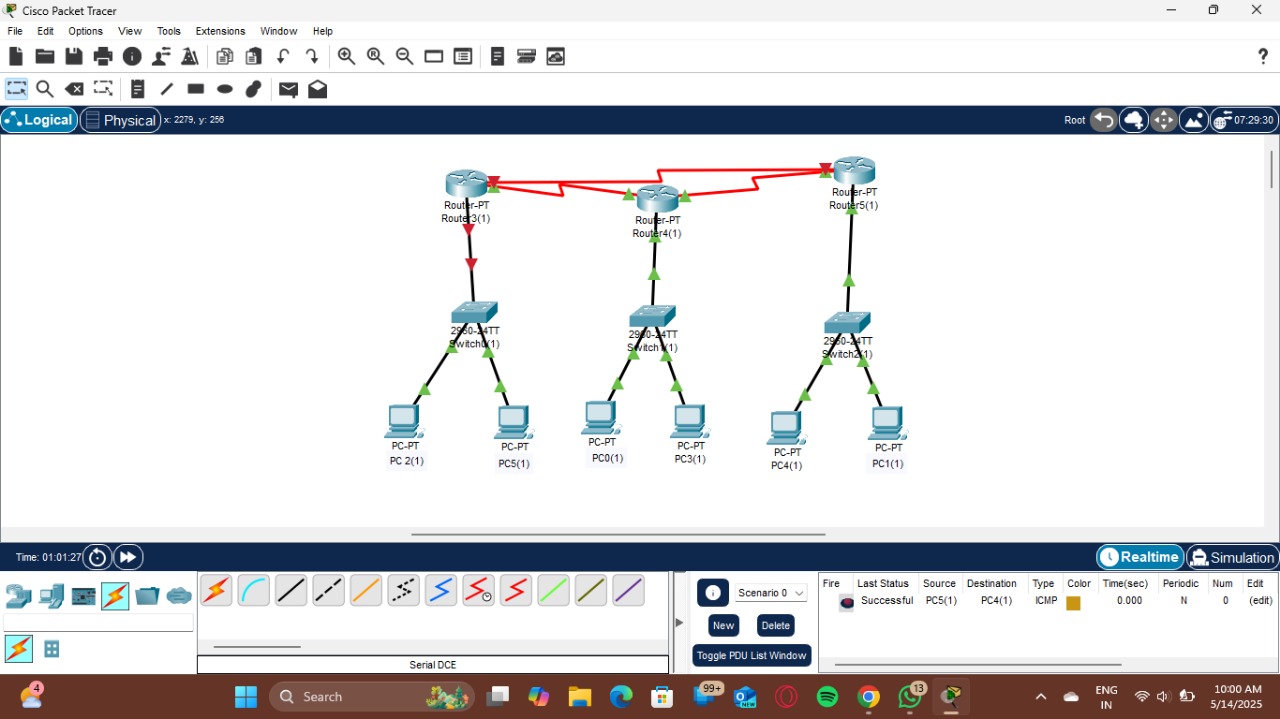 Cisco Packet Tracer
File Edit Options View Tools Extensions Window Help
Logical Physical x: 2279, y: 256 Root 07:29:30
Router-PT
Router3(1)
Router-PT
Router4(1)
Router-PT
Router5(1)
2960-24TT
Switch0(1)
2960-24TT
Switch1(1)
2960-24TT
Switch2(1)
PC-PT
PC 2(1)
PC-PT
PC5(1)
PC-PT
PC0(1)
PC-PT
PC3(1)
PC-PT
PC4(1)
PC-PT
PC1(1)
Time: 01:01:27 Realtime Simulation
Scenario 0
New Delete
Toggle PDU List Window
Fire Last Status Source Destination Type Color Time(sec) Periodic Num Edit
Successful PC5(1) PC4(1) ICMP 0.000 N 0 (edit)
Serial DCE
4 Search 99+ NEW 13 ENG IN 10:00 AM 5/14/2025